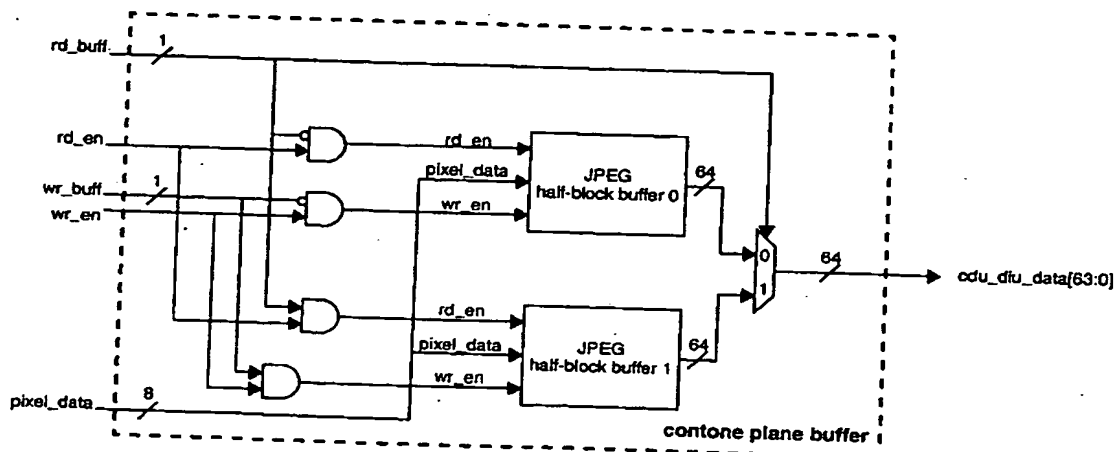 rd_buff
1
rd_en
rd_en
pixel_data
JPEG
half-block buffer 0
64
wr_buff
1
wr_en
wr_en
0
1
64
cdu_diu_data[63:0]
rd_en
pixel_data
JPEG
half-block buffer 1
64
wr_en
pixel_data
8
contone plane buffer